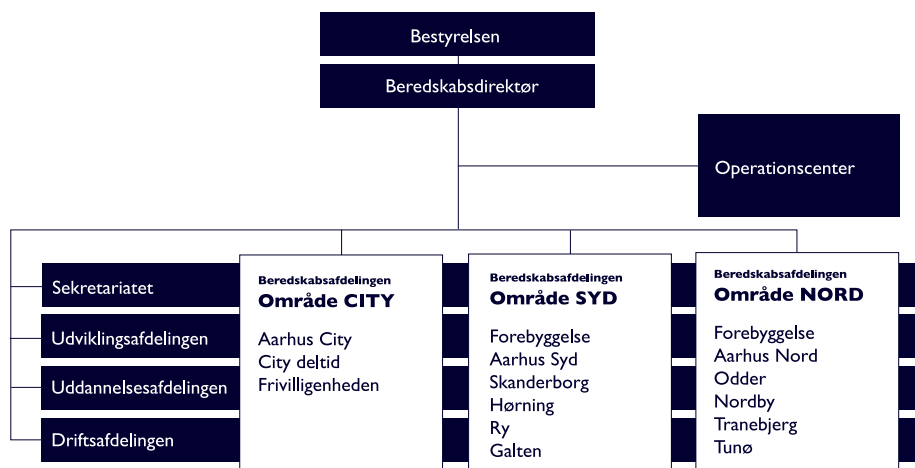 Bestyrelsen
Beredskabsdirektør
Operationscenter
Sekretariatet
Udviklingsafdelingen
Uddannelsesafdelingen
Driftsafdelingen
Beredskabsafdelingen
Område CITY
Aarhus City
City deltid
Frivilligenheden
Beredskabsafdelingen
Område SYD
Forebyggelse
Aarhus Syd
Skanderborg
Hørning
Ry
Galten
Beredskabsafdelingen
Område NORD
Forebyggelse
Aarhus Nord
Odder
Nordby
Tranebjerg
Tunø